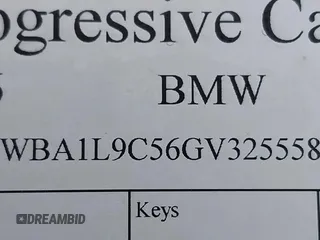 ogressive Ca
BMW
WBA1L9C56GV325558
Keys
DREAMBID